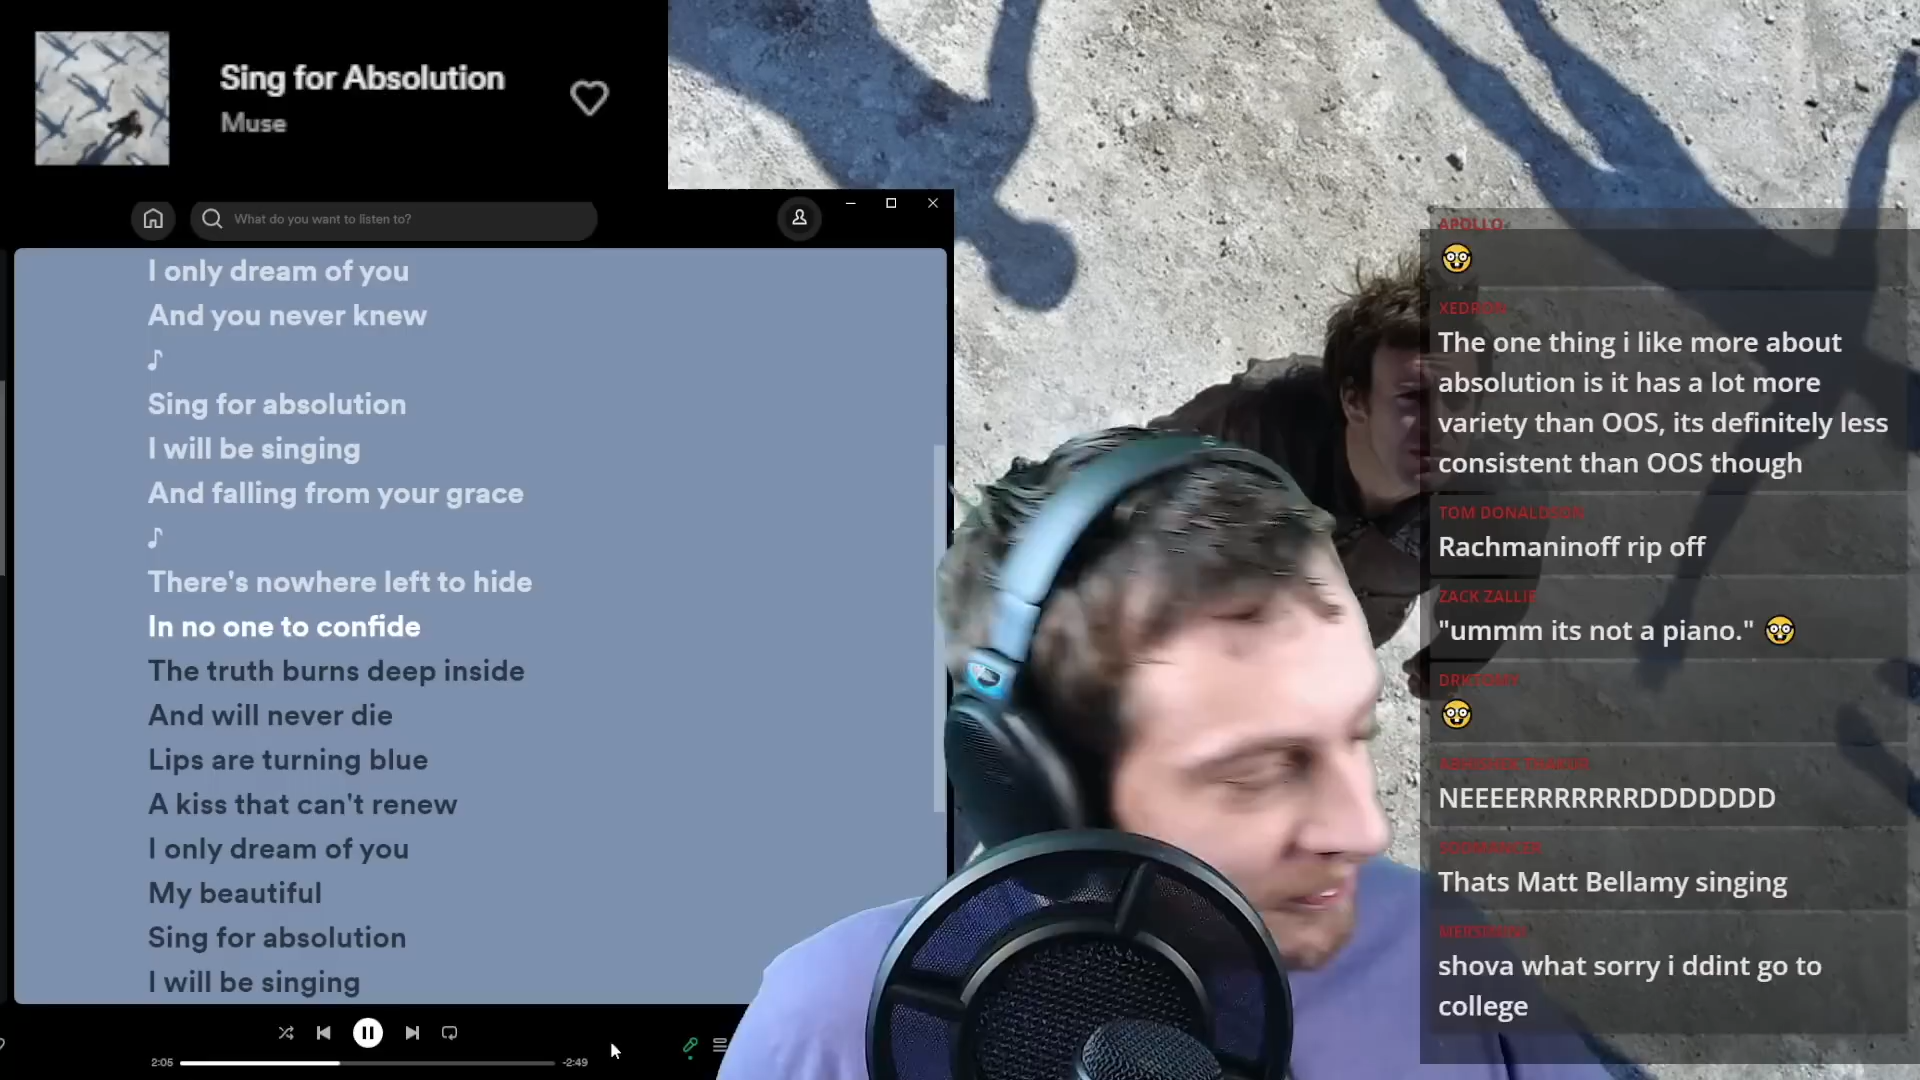 Sing for Absolution
Muse
What do you want to listen to?
I only dream of you
And you never knew
♪
Sing for absolution
I will be singing
And falling from your grace
♪
There's nowhere left to hide
In no one to confide
The truth burns deep inside
And will never die
Lips are turning blue
A kiss that can't renew
I only dream of you
My beautiful
Sing for absolution
I will be singing
2:05
-2:49
APOLLO
🤓
XEDRON
The one thing i like more about
absolution is it has a lot more
variety than OOS, its definitely less
consistent than OOS though
TOM DONALDSON
Rachmaninoff rip off
ZACK ZALLIE
"ummm its not a piano." 🤓
🤓
NEEEERRRRRRRDDDDDDD
Thats Matt Bellamy singing
shova what sorry i ddint go to
college